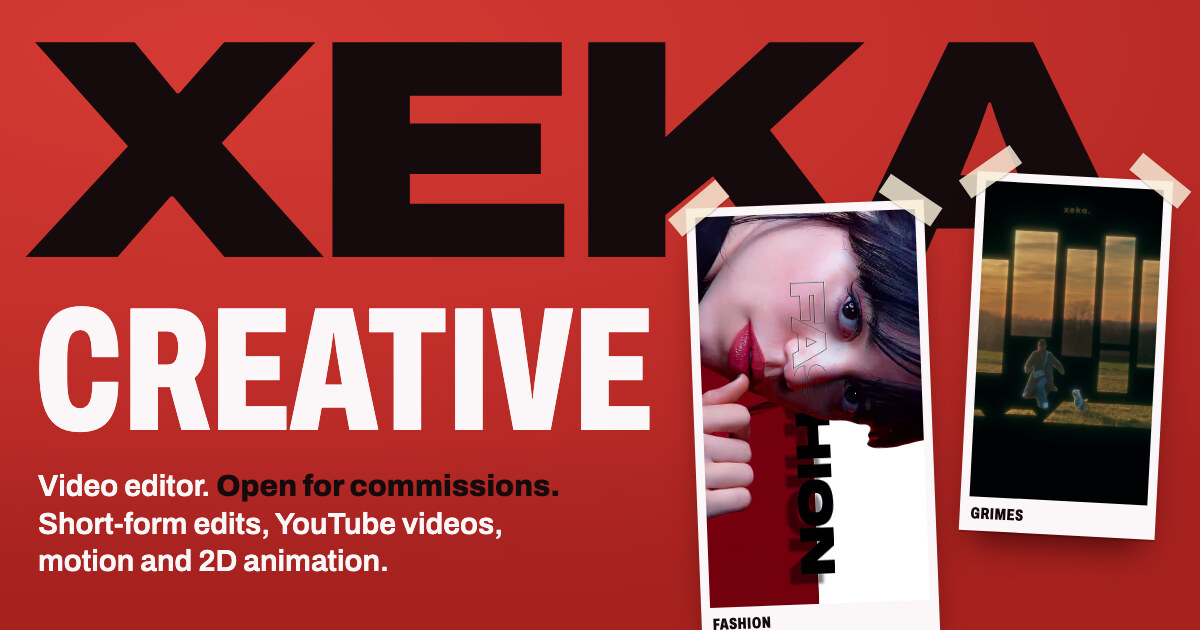 XEKA
CREATIVE
Video editor. Open for commissions.
Short-form edits, YouTube videos,
motion and 2D animation.
FASHION
FASHION
xeka.
GRIMES